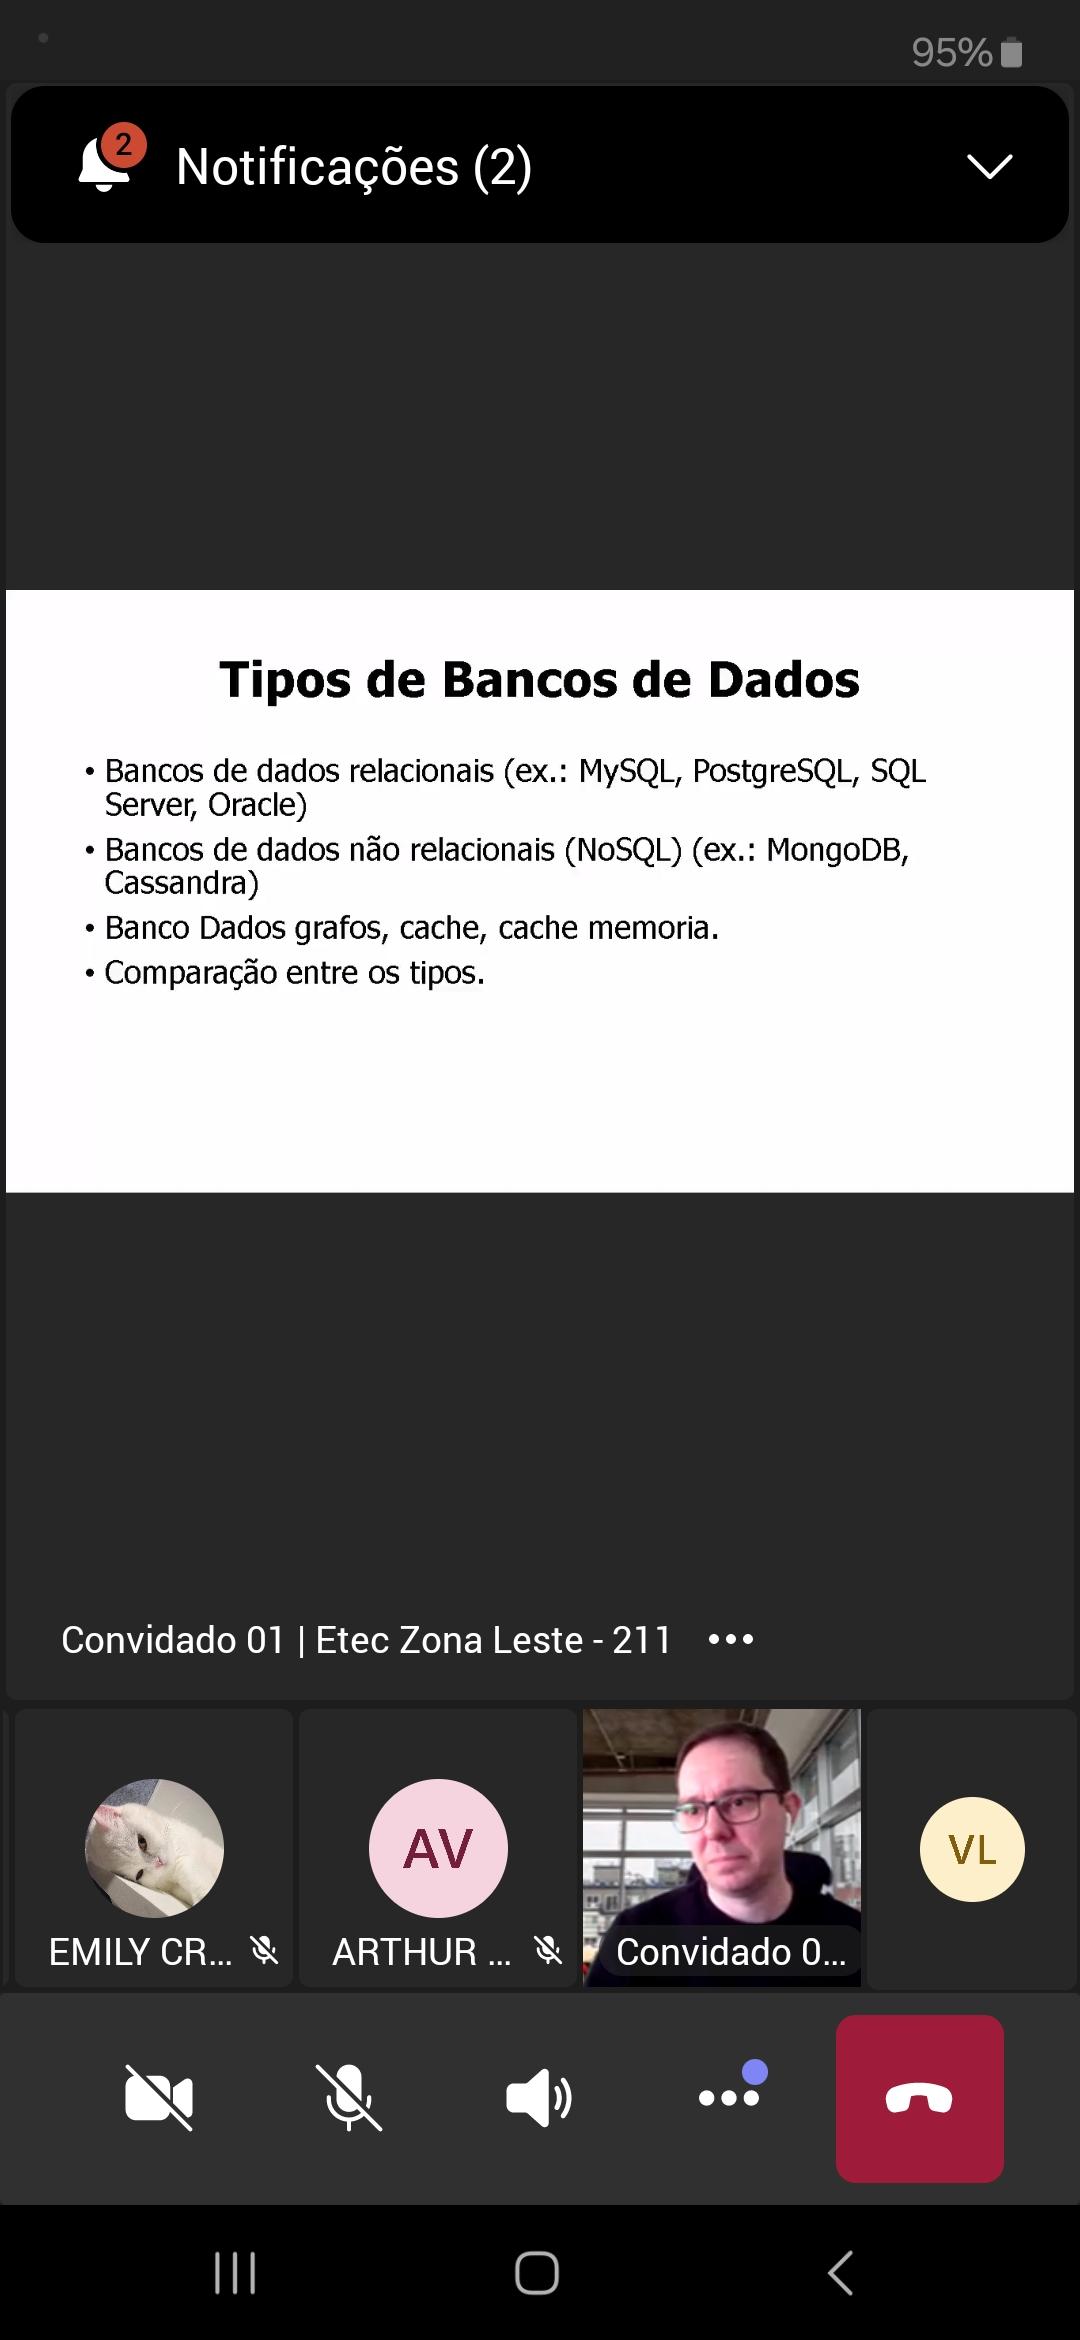 95%
2
Notificações (2)
Tipos de Bancos de Dados
• Bancos de dados relacionais (ex.: MySQL, PostgreSQL, SQL
Server, Oracle)
• Bancos de dados não relacionais (NoSQL) (ex.: MongoDB,
Cassandra)
• Banco Dados grafos, cache, cache memoria.
• Comparação entre os tipos.
Convidado 01 | Etec Zona Leste - 211
AV
VL
EMILY CR...
ARTHUR ...
Convidado 0...